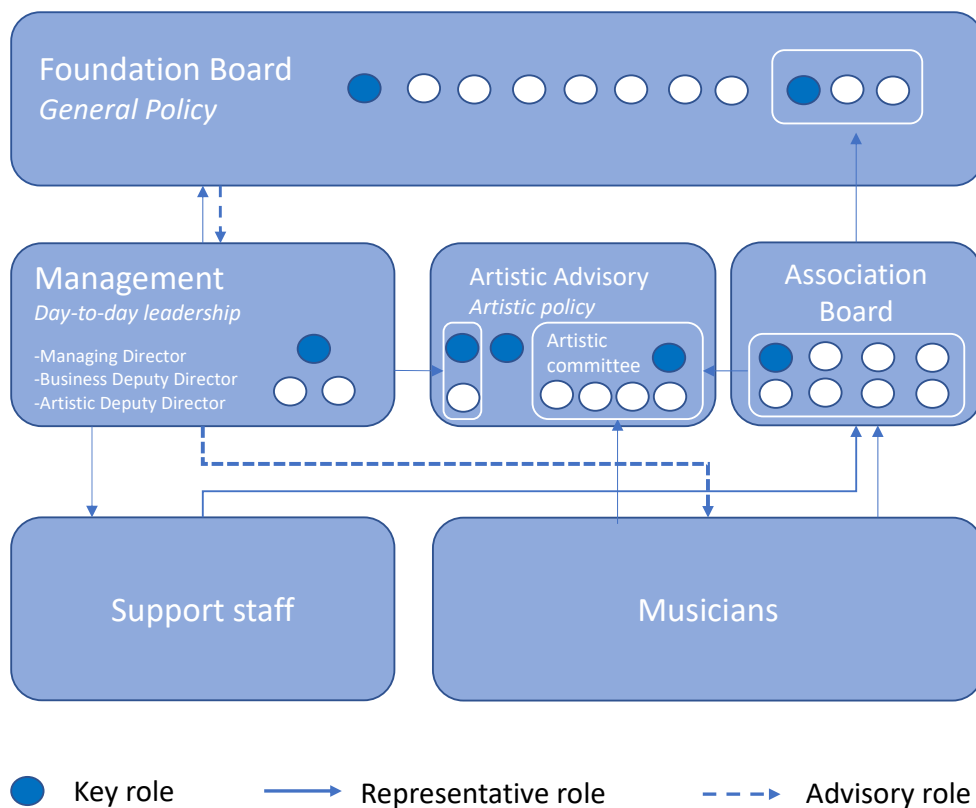 Foundation Board
General Policy
Management
Day-to-day leadership
-Managing Director
-Business Deputy Director
-Artistic Deputy Director
Artistic Advisory
Artistic policy
Artistic
committee
Association
Board
Support staff
Musicians
Key role
Representative role
Advisory role